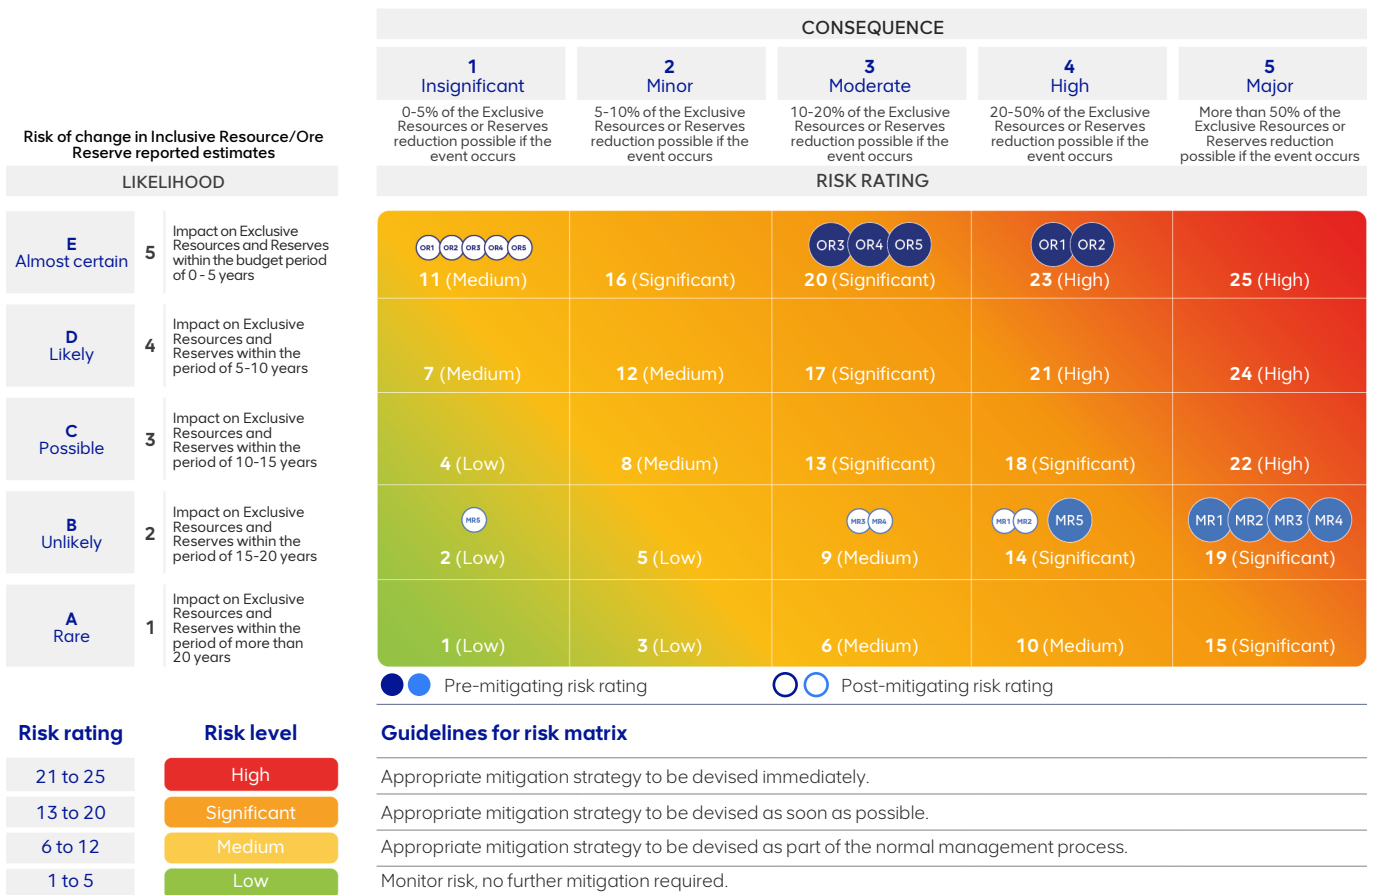 CONSEQUENCE
1
Insignificant
2
Minor
3
Moderate
4
High
5
Major
0-5% of the Exclusive
Resources or Reserves
reduction possible if the
event occurs
5-10% of the Exclusive
Resources or Reserves
reduction possible if the
event occurs
10-20% of the Exclusive
Resources or Reserves
reduction possible if the
event occurs
20-50% of the Exclusive
Resources or Reserves
reduction possible if the
event occurs
More than 50% of the
Exclusive Resources or
Reserves reduction
possible if the event occurs
Risk of change in Inclusive Resource/Ore
Reserve reported estimates
LIKELIHOOD
RISK RATING
E
Almost certain
5
Impact on Exclusive
Resources and Reserves
within the budget period
of 0 - 5 years
OR1 OR2 OR3 OR4 OR5
11 (Medium)
16 (Significant)
OR3 OR4 OR5
20 (Significant)
OR1 OR2
23 (High)
25 (High)
D
Likely
4
Impact on Exclusive
Resources and
Reserves within the
period of 5-10 years
7 (Medium)
12 (Medium)
17 (Significant)
21 (High)
24 (High)
C
Possible
3
Impact on Exclusive
Resources and
Reserves within the
period of 10-15 years
4 (Low)
8 (Medium)
13 (Significant)
18 (Significant)
22 (High)
B
Unlikely
2
Impact on Exclusive
Resources and
Reserves within the
period of 15-20 years
MR5
2 (Low)
5 (Low)
MR3 MR4
9 (Medium)
MR1 MR2 MR5
14 (Significant)
MR1 MR2 MR3 MR4
19 (Significant)
A
Rare
1
Impact on Exclusive
Resources and
Reserves within the
period of more than
20 years
1 (Low)
3 (Low)
6 (Medium)
10 (Medium)
15 (Significant)
Pre-mitigating risk rating
Post-mitigating risk rating
Risk rating
Risk level
Guidelines for risk matrix
21 to 25
High
Appropriate mitigation strategy to be devised immediately.
13 to 20
Significant
Appropriate mitigation strategy to be devised as soon as possible.
6 to 12
Medium
Appropriate mitigation strategy to be devised as part of the normal management process.
1 to 5
Low
Monitor risk, no further mitigation required.